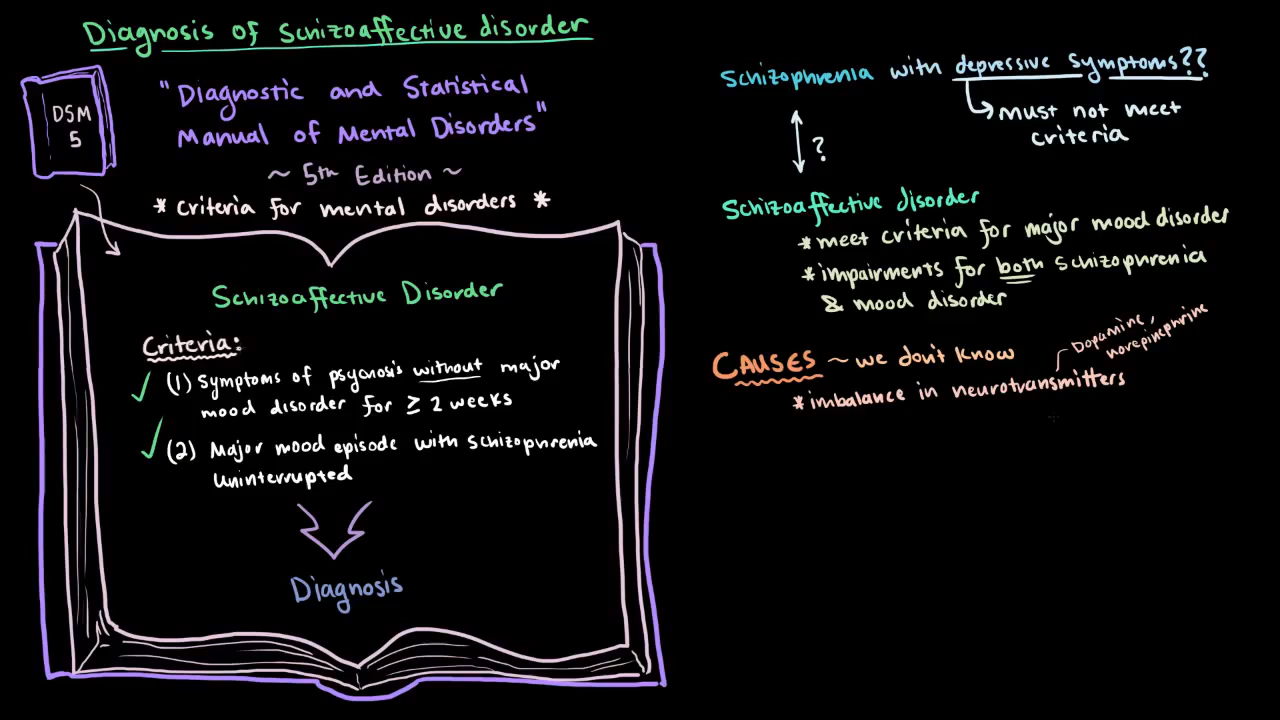 Diagnosis of Schizoaffective disorder
DSM
5
"Diagnostic and Statistical
Manual of Mental Disorders"
~ 5th Edition ~
* Criteria for mental disorders *
Schizoaffective Disorder
Criteria:
(1) Symptoms of psychosis without major
mood disorder for ≥ 2 weeks
(2) Major mood episode with schizophrenia
Uninterrupted
Diagnosis
Schizophrenia with depressive symptoms??
must not meet
criteria
?
Schizoaffective disorder
* meet criteria for major mood disorder
* impairments for both schizophrenia
& mood disorder
CAUSES ~ we don't know
Dopamine,
norepinephrine
* imbalance in neurotransmitters